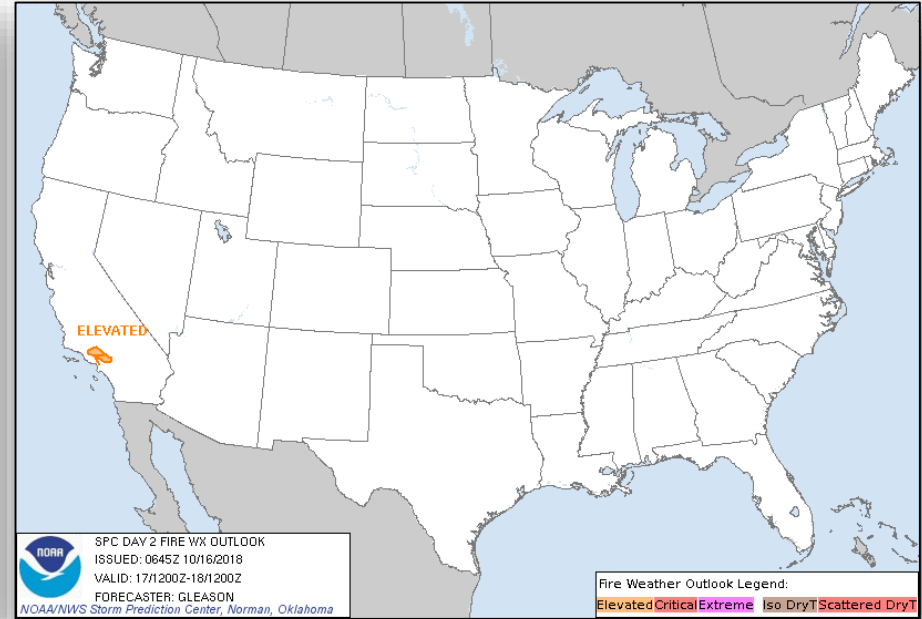 ELEVATED
NOAA
SPC DAY 2 FIRE WX OUTLOOK
ISSUED: 0645Z 10/16/2018
VALID: 17/1200Z-18/1200Z
FORECASTER: GLEASON
NOAA/NWS Storm Prediction Center, Norman, Oklahoma
Fire Weather Outlook Legend:
Elevated Critical Extreme Iso DryT Scattered DryT